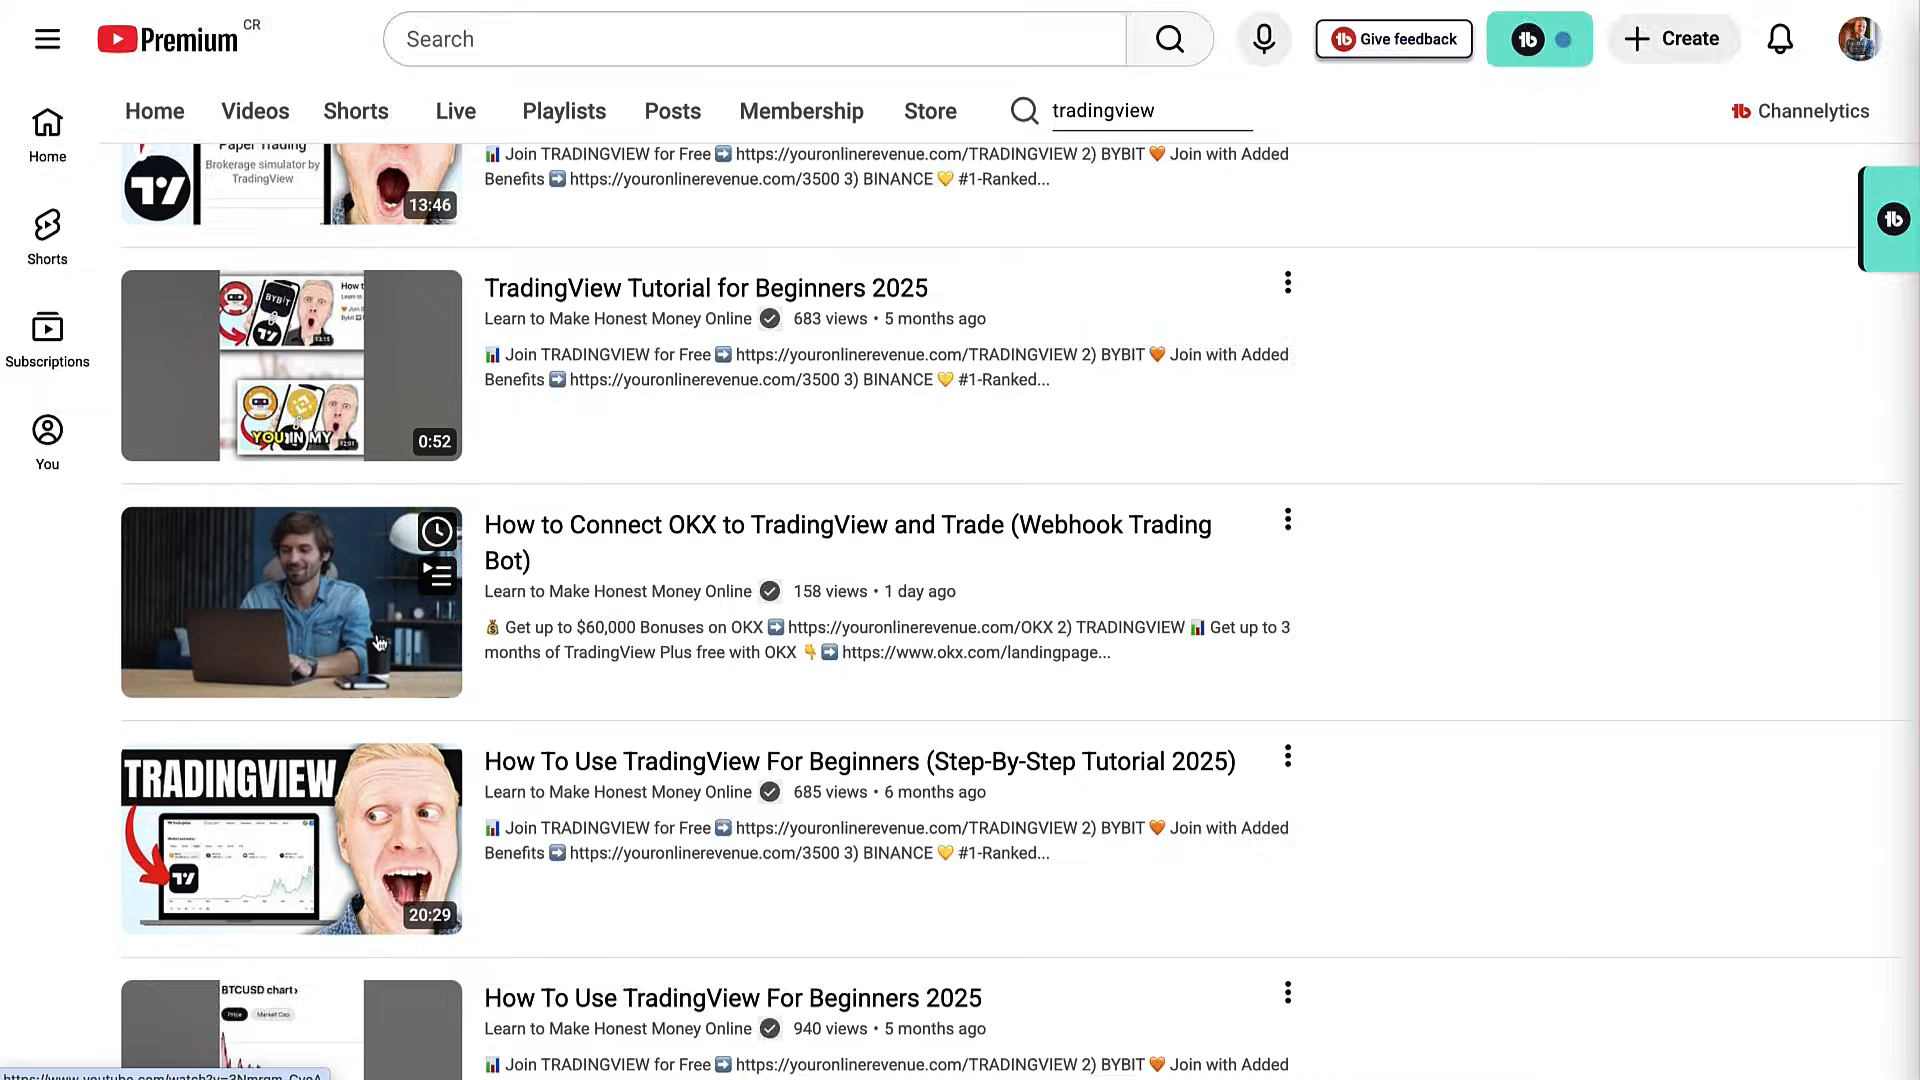 Premium CR
Search
Give feedback
Create
Home
Videos
Shorts
Live
Playlists
Posts
Membership
Store
tradingview
Channelytics
Home
Shorts
Subscriptions
You
Paper Trading
Brokerage simulator by
TradingView
13:46
📊 Join TRADINGVIEW for Free ➡️ https://youronlinerevenue.com/TRADINGVIEW 2) BYBIT 🧡 Join with Added
Benefits ➡️ https://youronlinerevenue.com/3500 3) BINANCE 💛 #1-Ranked...
BYBIT
How t
13:15
YOU IN MY
12:01
0:52
TradingView Tutorial for Beginners 2025
Learn to Make Honest Money Online 683 views • 5 months ago
📊 Join TRADINGVIEW for Free ➡️ https://youronlinerevenue.com/TRADINGVIEW 2) BYBIT 🧡 Join with Added
Benefits ➡️ https://youronlinerevenue.com/3500 3) BINANCE 💛 #1-Ranked...
How to Connect OKX to TradingView and Trade (Webhook Trading
Bot)
Learn to Make Honest Money Online 158 views • 1 day ago
💰 Get up to $60,000 Bonuses on OKX ➡️ https://youronlinerevenue.com/OKX 2) TRADINGVIEW 📊 Get up to 3
months of TradingView Plus free with OKX 👇 ➡️ https://www.okx.com/landingpage...
TRADINGVIEW
20:29
How To Use TradingView For Beginners (Step-By-Step Tutorial 2025)
Learn to Make Honest Money Online 685 views • 6 months ago
📊 Join TRADINGVIEW for Free ➡️ https://youronlinerevenue.com/TRADINGVIEW 2) BYBIT 🧡 Join with Added
Benefits ➡️ https://youronlinerevenue.com/3500 3) BINANCE 💛 #1-Ranked...
BTCUSD chart›
Price Market Cap
How To Use TradingView For Beginners 2025
Learn to Make Honest Money Online 940 views • 5 months ago
📊 Join TRADINGVIEW for Free ➡️ https://youronlinerevenue.com/TRADINGVIEW 2) BYBIT 🧡 Join with Added